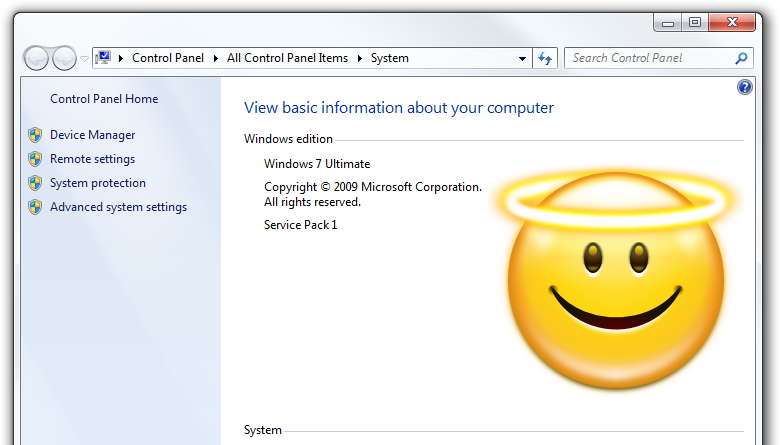 Control Panel All Control Panel Items System
Search Control Panel
Control Panel Home
Device Manager
Remote settings
System protection
Advanced system settings
View basic information about your computer
Windows edition
Windows 7 Ultimate
Copyright © 2009 Microsoft Corporation.
All rights reserved.
Service Pack 1
System